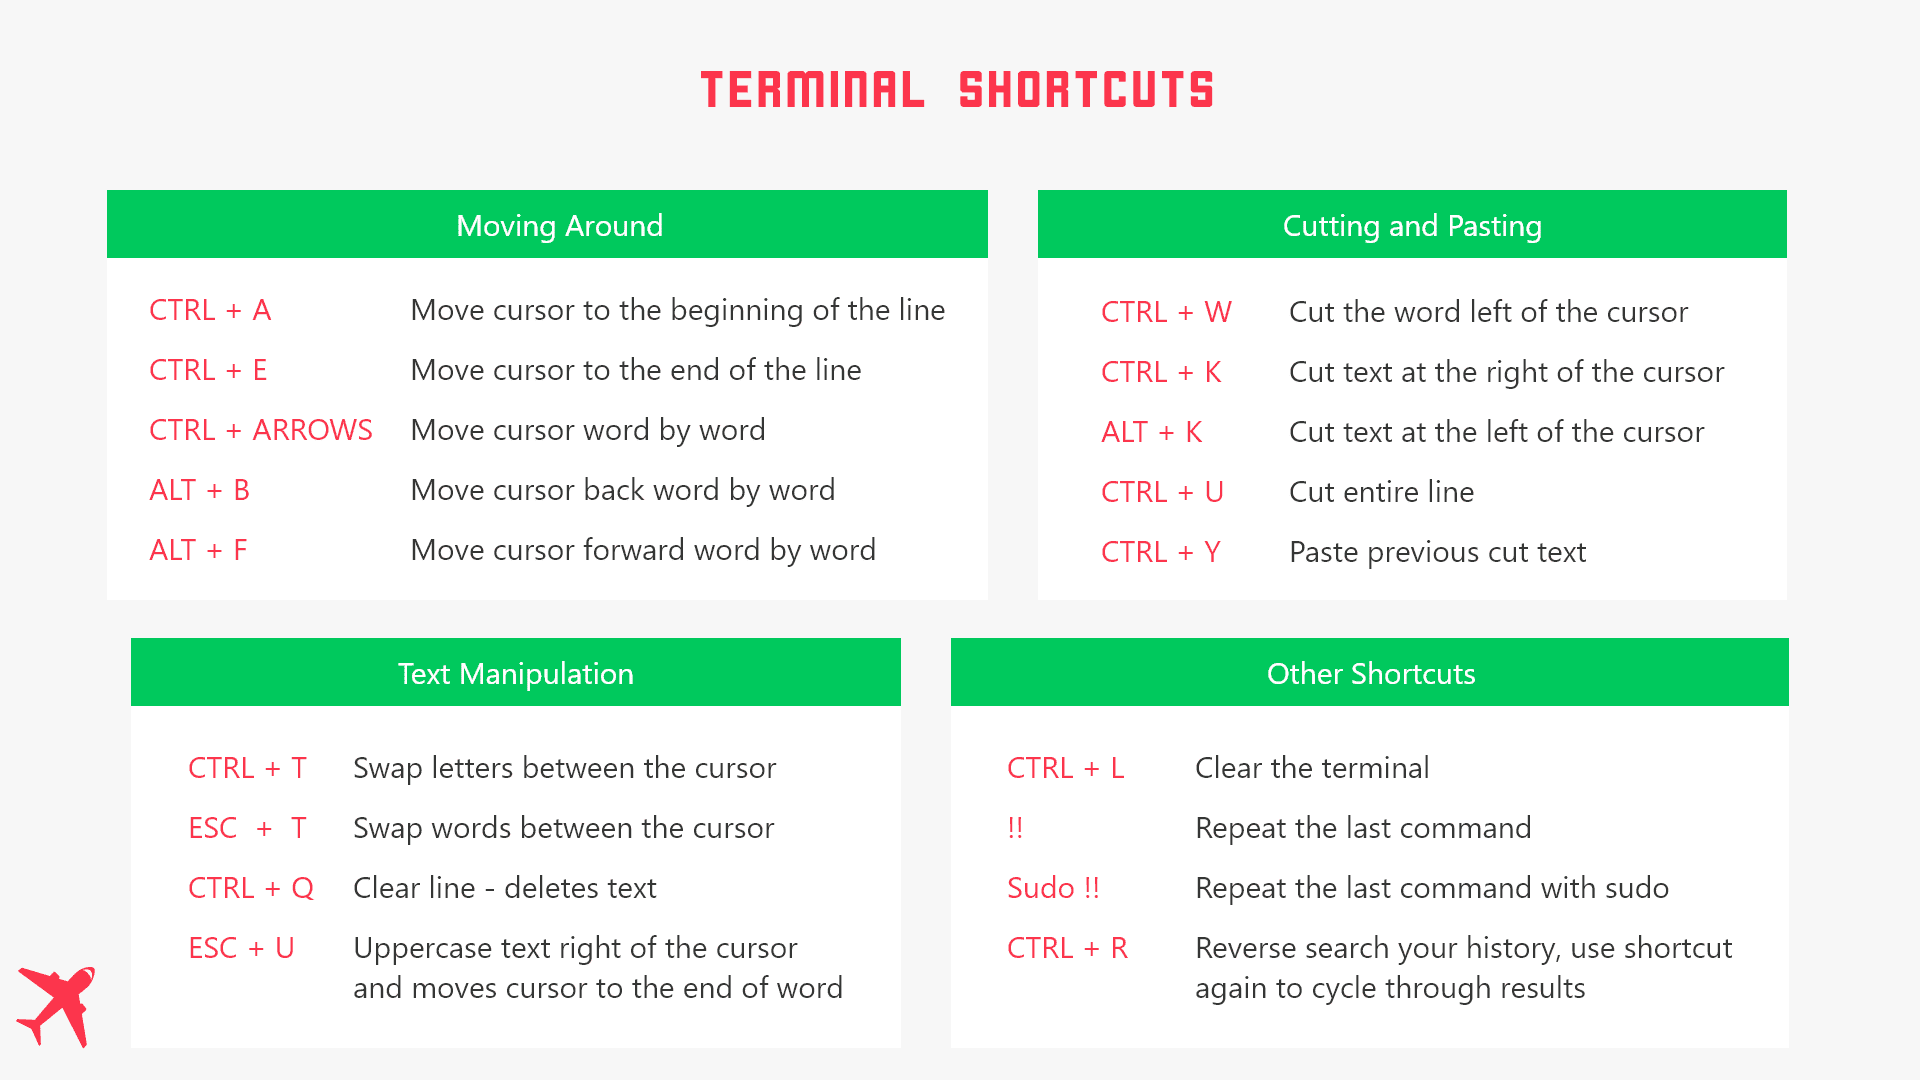 TERMINAL SHORTCUTS
Moving Around
CTRL + A Move cursor to the beginning of the line
CTRL + E Move cursor to the end of the line
CTRL + ARROWS Move cursor word by word
ALT + B Move cursor back word by word
ALT + F Move cursor forward word by word
Cutting and Pasting
CTRL + W Cut the word left of the cursor
CTRL + K Cut text at the right of the cursor
ALT + K Cut text at the left of the cursor
CTRL + U Cut entire line
CTRL + Y Paste previous cut text
Text Manipulation
CTRL + T Swap letters between the cursor
ESC + T Swap words between the cursor
CTRL + Q Clear line - deletes text
ESC + U Uppercase text right of the cursor
and moves cursor to the end of word
Other Shortcuts
CTRL + L Clear the terminal
!! Repeat the last command
Sudo !! Repeat the last command with sudo
CTRL + R Reverse search your history, use shortcut
again to cycle through results